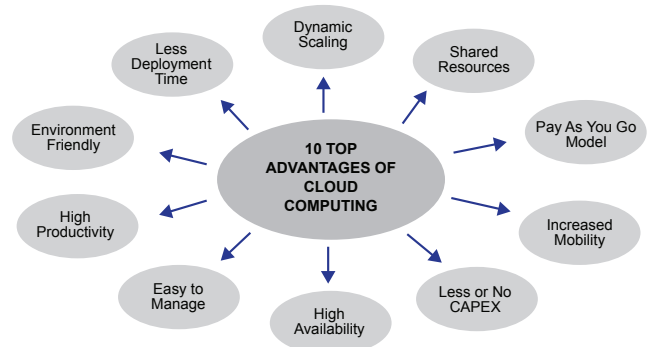 Dynamic
Scaling
Shared
Resources
Pay As You Go
Model
Increased
Mobility
Less or No
CAPEX
High
Availability
Easy to
Manage
High
Productivity
Environment
Friendly
Less
Deployment
Time
10 TOP
ADVANTAGES OF
CLOUD
COMPUTING